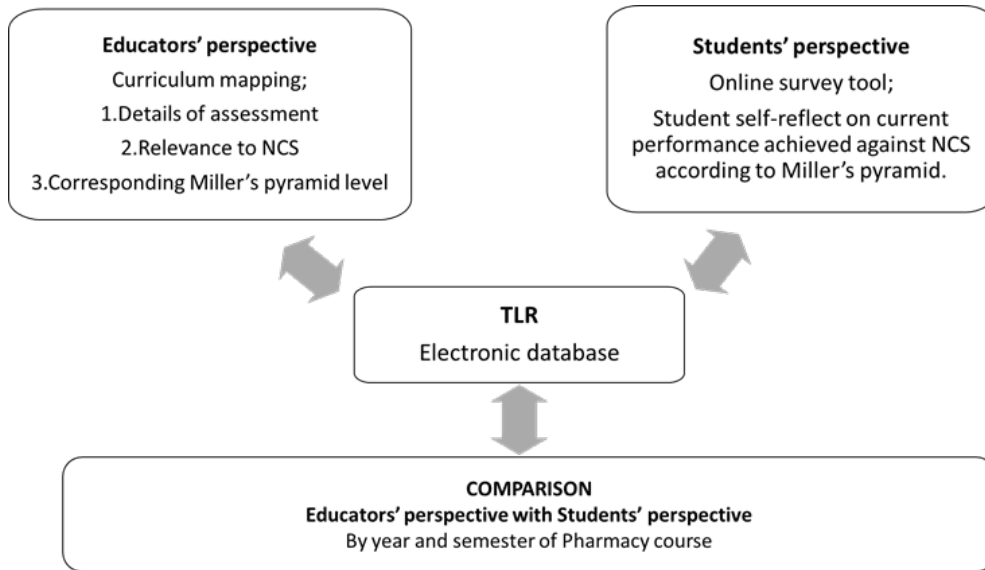 Educators’ perspective
Curriculum mapping;
1.Details of assessment
2.Relevance to NCS
3.Corresponding Miller’s pyramid level
Students’ perspective
Online survey tool;
Student self-reflect on current
performance achieved against NCS
according to Miller’s pyramid.
TLR
Electronic database
COMPARISON
Educators’ perspective with Students’ perspective
By year and semester of Pharmacy course